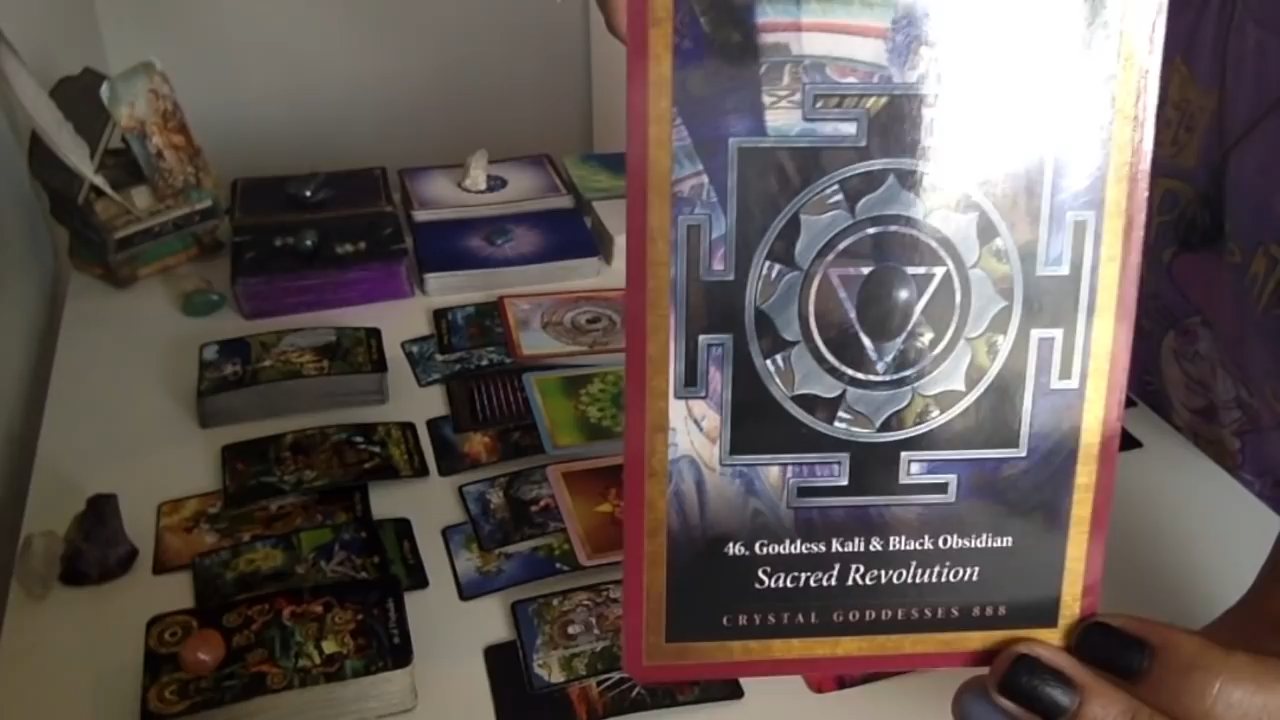 46. Goddess Kali & Black Obsidian
Sacred Revolution
CRYSTAL GODDESSES 888